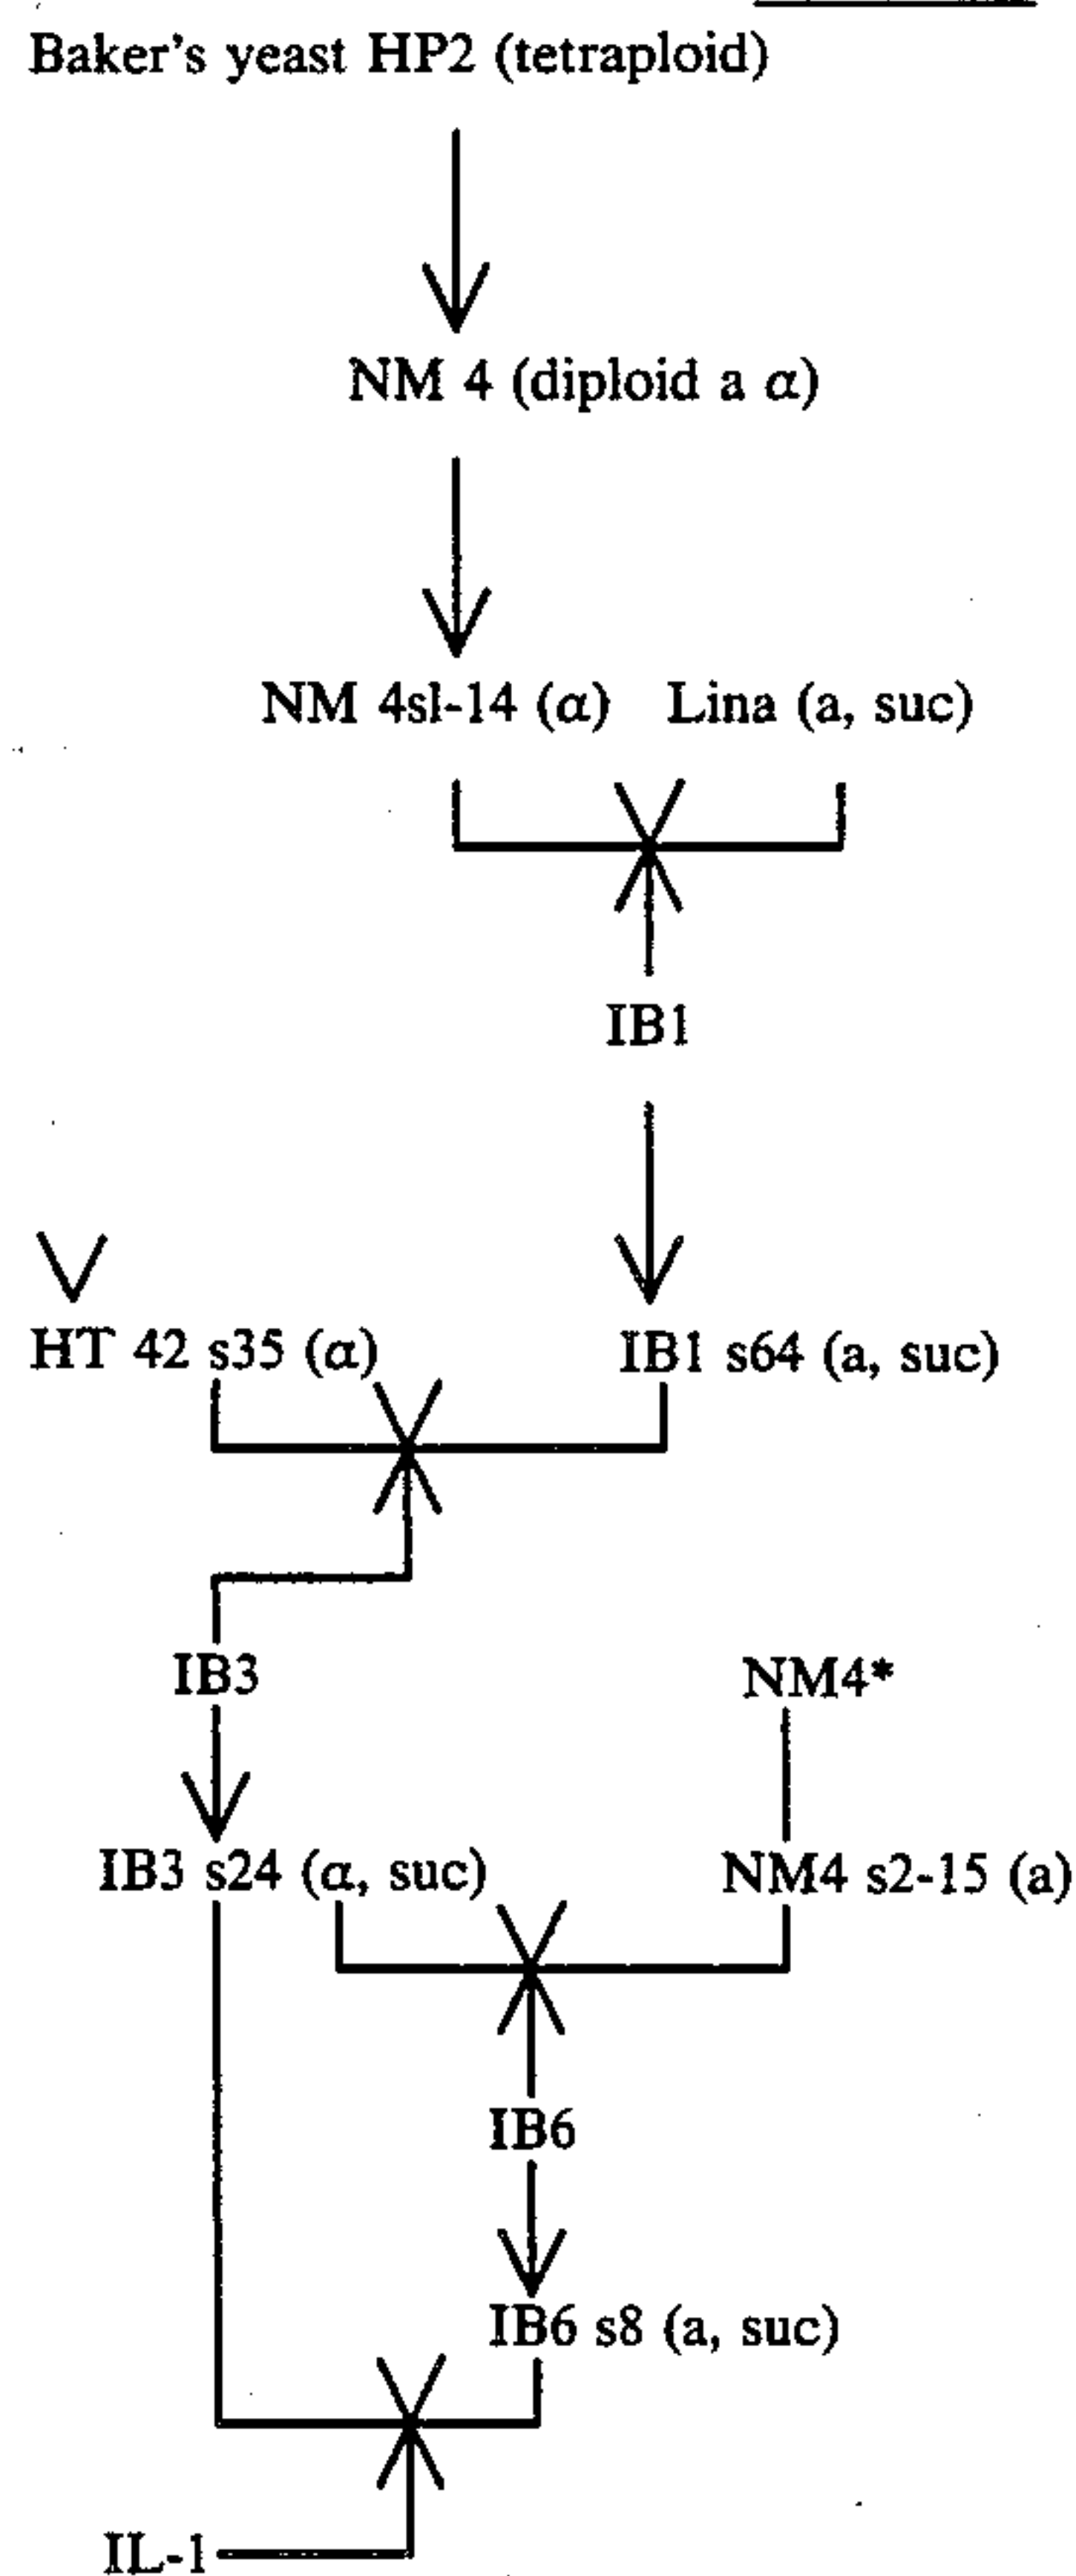 Baker's yeast HP2 (tetraploid)
NM 4 (diploid a α)
NM 4sl-14 (α) Lina (a, suc)
IB1
HT 42 s35 (α) IB1 s64 (a, suc)
IB3 NM4*
IB3 s24 (α, suc) NM4 s2-15 (a)
IB6
IB6 s8 (a, suc)
IL-1